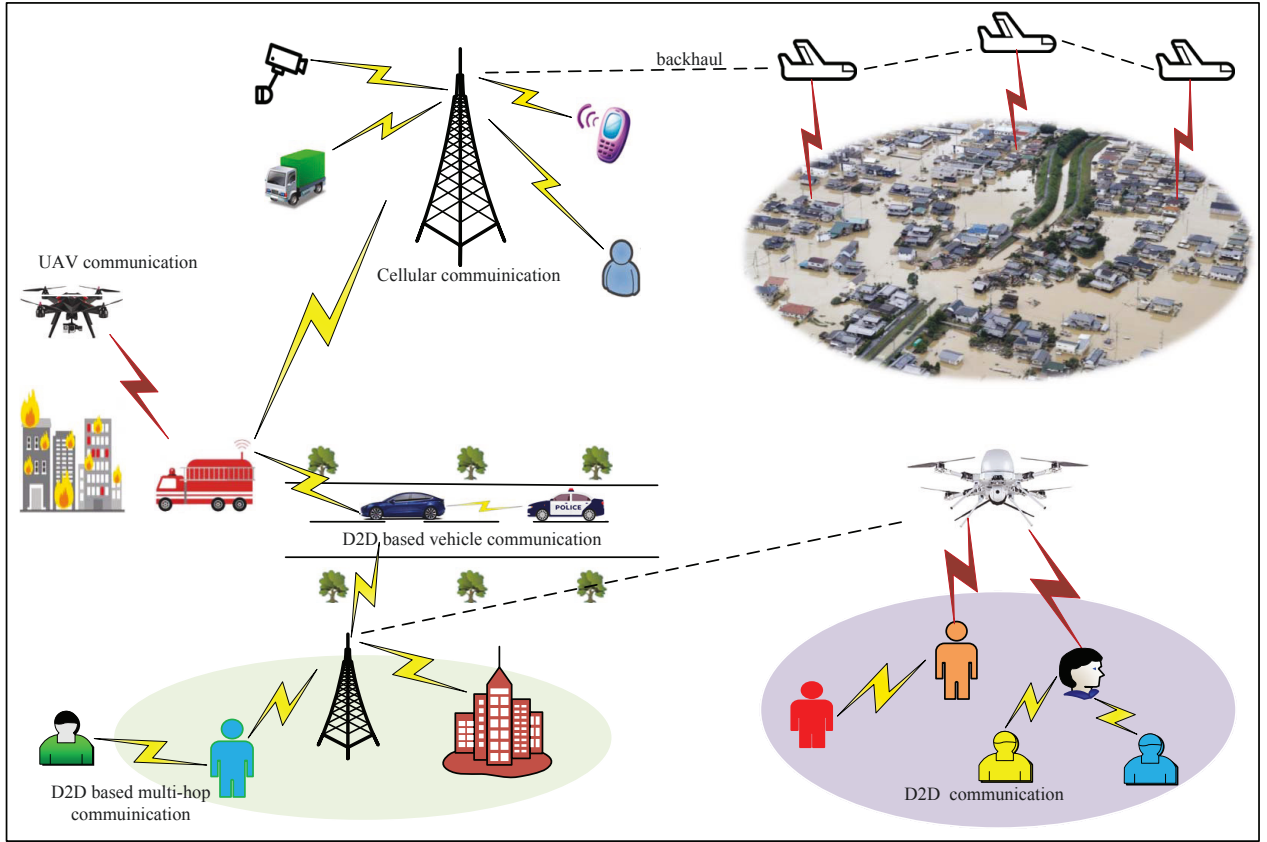 backhaul
UAV communication
Cellular commuinication
POLICE
D2D based vehicle communication
D2D based multi-hop
commuinication
D2D communication